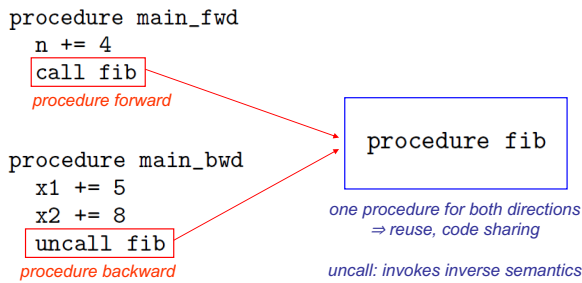 procedure main_fwd
n += 4
call fib
procedure forward
procedure main_bwd
x1 += 5
x2 += 8
uncall fib
procedure backward
procedure fib
one procedure for both directions
⇒ reuse, code sharing
uncall: invokes inverse semantics